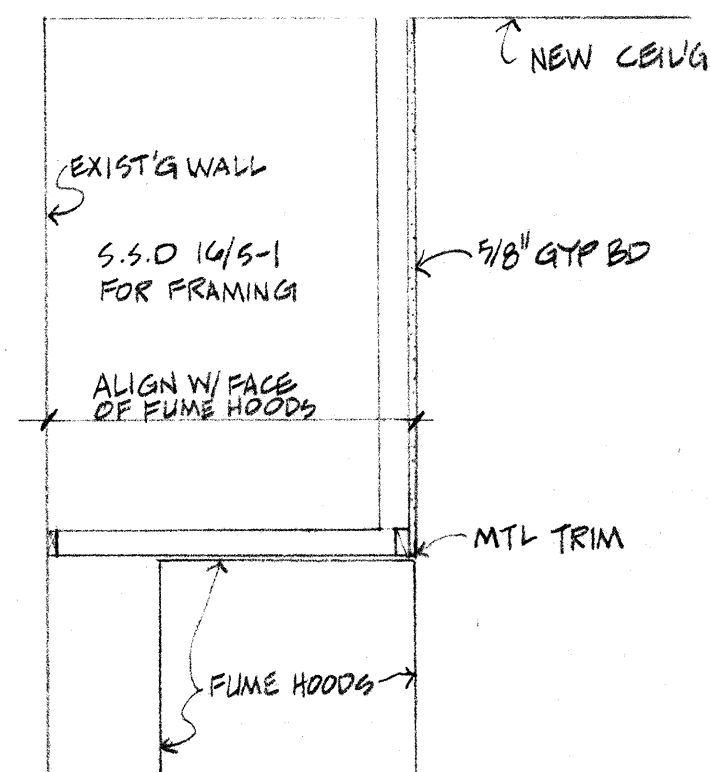 NEW CEIL'G
EXIST'G WALL
S.S.D 16/S-1
FOR FRAMING
5/8" GYP BD
ALIGN W/ FACE
OF FUME HOODS
MTL TRIM
FUME HOODS